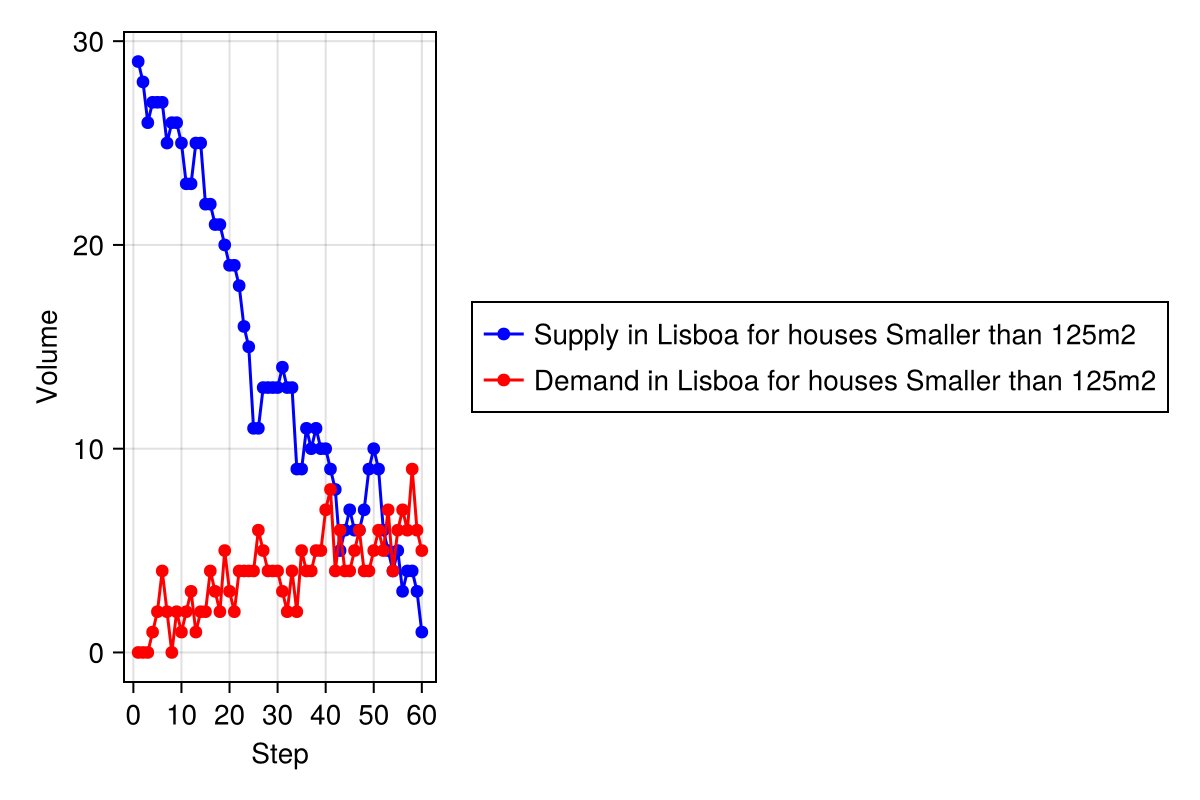 30
20
10
0
Volume
0 10 20 30 40 50 60
Step
Supply in Lisboa for houses Smaller than 125m2
Demand in Lisboa for houses Smaller than 125m2